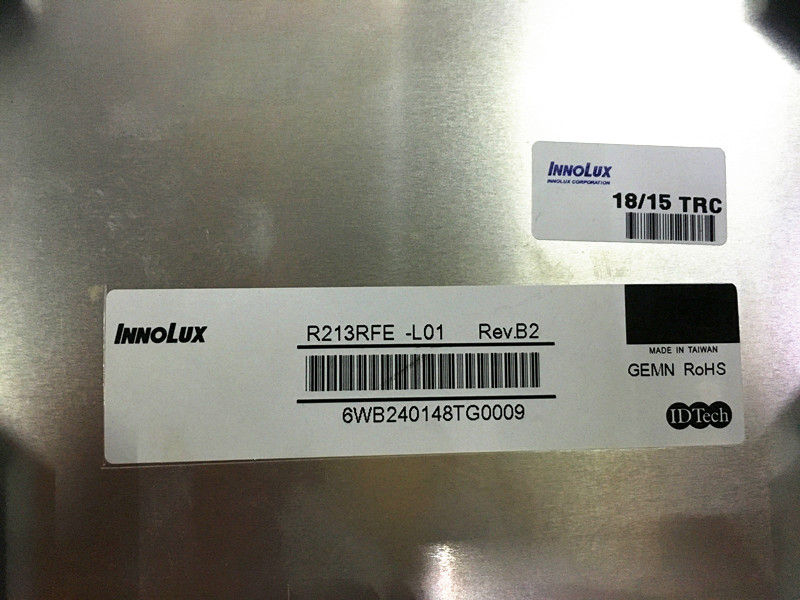 INNOLUX
INNOLUX CORPORATION
18/15 TRC
INNOLUX
R213RFE -L01 Rev.B2
6WB240148TG0009
MADE IN TAIWAN
GEMN RoHS
IDTech